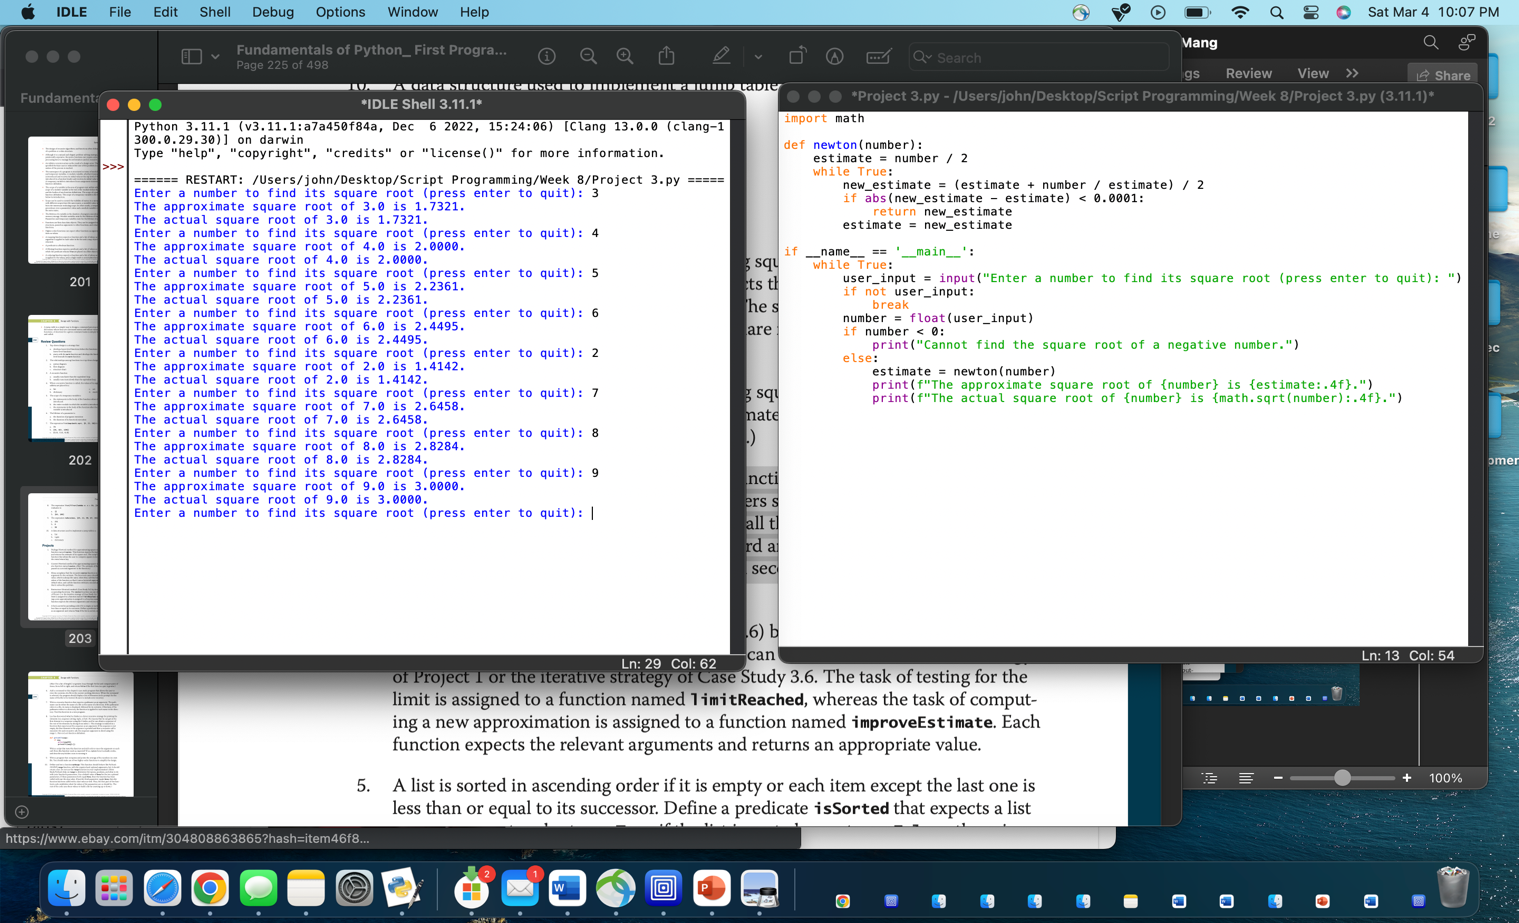 IDLE File Edit Shell Debug Options Window Help
Sat Mar 4 10:07 PM
Fundamentals of Python_ First Progra...
Page 225 of 498
Search
Mang
gs Review View >>
Share
Fundamenta
10. A data structure used to implement a jump table
*IDLE Shell 3.11.1*
Python 3.11.1 (v3.11.1:a7a450f84a, Dec  6 2022, 15:24:06) [Clang 13.0.0 (clang-1
300.0.29.30)] on darwin
Type "help", "copyright", "credits" or "license()" for more information.
>>>
====== RESTART: /Users/john/Desktop/Script Programming/Week 8/Project 3.py =====
Enter a number to find its square root (press enter to quit): 3
The approximate square root of 3.0 is 1.7321.
The actual square root of 3.0 is 1.7321.
Enter a number to find its square root (press enter to quit): 4
The approximate square root of 4.0 is 2.0000.
The actual square root of 4.0 is 2.0000.
Enter a number to find its square root (press enter to quit): 5
The approximate square root of 5.0 is 2.2361.
The actual square root of 5.0 is 2.2361.
Enter a number to find its square root (press enter to quit): 6
The approximate square root of 6.0 is 2.4495.
The actual square root of 6.0 is 2.4495.
Enter a number to find its square root (press enter to quit): 2
The approximate square root of 2.0 is 1.4142.
The actual square root of 2.0 is 1.4142.
Enter a number to find its square root (press enter to quit): 7
The approximate square root of 7.0 is 2.6458.
The actual square root of 7.0 is 2.6458.
Enter a number to find its square root (press enter to quit): 8
The approximate square root of 8.0 is 2.8284.
The actual square root of 8.0 is 2.8284.
Enter a number to find its square root (press enter to quit): 9
The approximate square root of 9.0 is 3.0000.
The actual square root of 9.0 is 3.0000.
Enter a number to find its square root (press enter to quit):
Ln: 29 Col: 62
*Project 3.py - /Users/john/Desktop/Script Programming/Week 8/Project 3.py (3.11.1)*
import math
def newton(number):
    estimate = number / 2
    while True:
        new_estimate = (estimate + number / estimate) / 2
        if abs(new_estimate - estimate) < 0.0001:
            return new_estimate
        estimate = new_estimate
if __name__ == '__main__':
    while True:
        user_input = input("Enter a number to find its square root (press enter to quit): ")
        if not user_input:
            break
        number = float(user_input)
        if number < 0:
            print("Cannot find the square root of a negative number.")
        else:
            estimate = newton(number)
            print(f"The approximate square root of {number} is {estimate:.4f}.")
            print(f"The actual square root of {number} is {math.sqrt(number):.4f}.")
Ln: 13 Col: 54
201
202
203
of Project 1 or the iterative strategy of Case Study 3.6. The task of testing for the
limit is assigned to a function named limitReached, whereas the task of comput-
ing a new approximation is assigned to a function named improveEstimate. Each
function expects the relevant arguments and returns an appropriate value.
5. A list is sorted in ascending order if it is empty or each item except the last one is
less than or equal to its successor. Define a predicate isSorted that expects a list
100%
https://www.ebay.com/itm/304808863865?hash=item46f8...
2
1